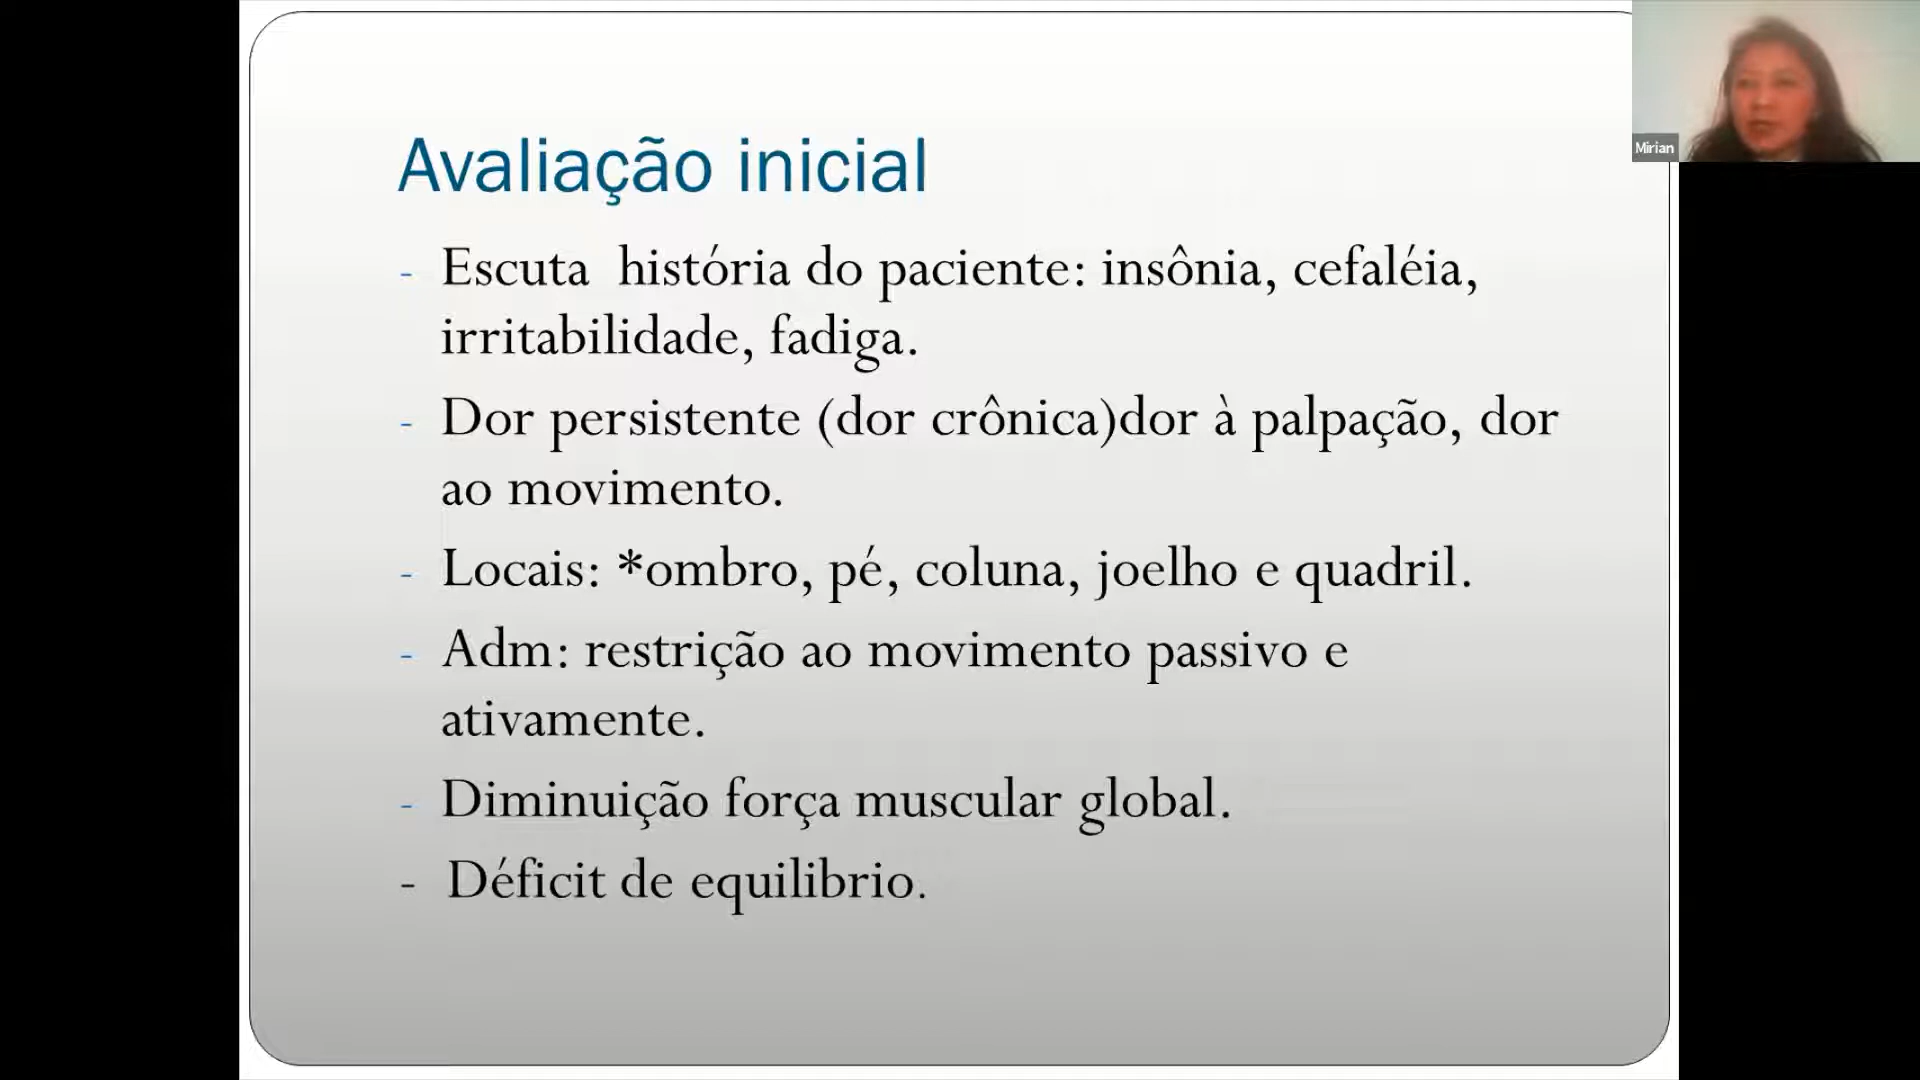 Avaliação inicial
- Escuta  história do paciente: insônia, cefaléia,
irritabilidade, fadiga.
- Dor persistente (dor crônica)dor à palpação, dor
ao movimento.
- Locais: *ombro, pé, coluna, joelho e quadril.
- Adm: restrição ao movimento passivo e
ativamente.
- Diminuição força muscular global.
- Déficit de equilibrio.
Mirian